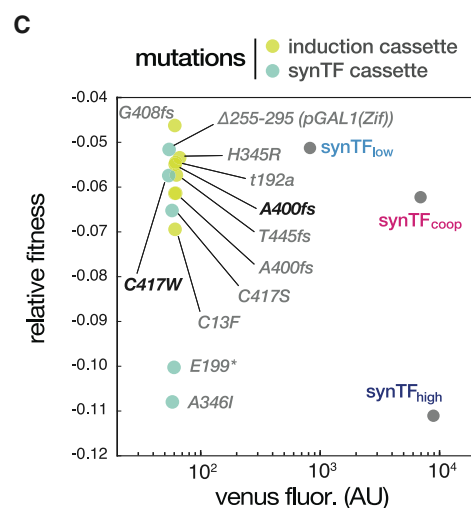 C
mutations
induction cassette
synTF cassette
-0.04
-0.05
-0.06
-0.07
-0.08
-0.09
-0.10
-0.11
-0.12
relative fitness
G408fs
Δ255-295 (pGAL1(Zif))
H345R
t192a
A400fs
T445fs
A400fs
C417W
C417S
C13F
E199*
A346I
synTFlow
synTFcoop
synTFhigh
10²
10³
10⁴
venus fluor. (AU)